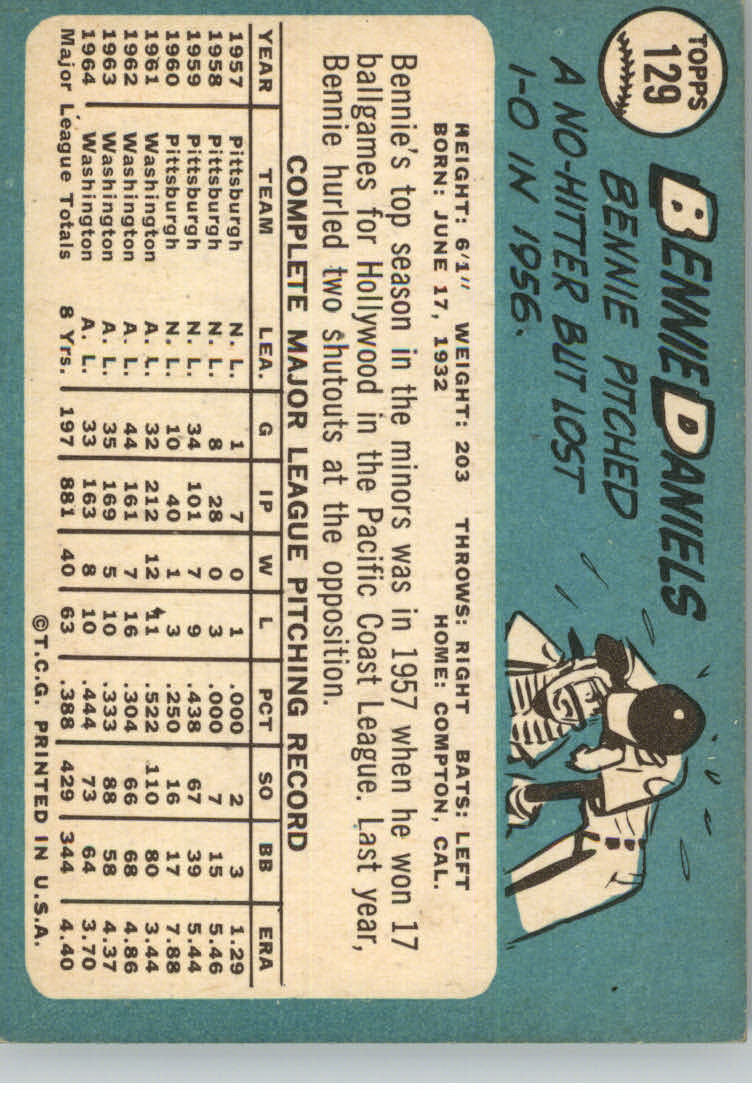 TOPPS
129
BENNIE DANIELS
BENNIE PITCHED
A NO-HITTER BUT LOST
1-0 IN 1956.
HEIGHT: 6'1" WEIGHT: 203 THROWS: RIGHT BATS: LEFT
BORN: JUNE 17, 1932 HOME: COMPTON, CAL.
Bennie's top season in the minors was in 1957 when he won 17
ballgames for Hollywood in the Pacific Coast League. Last year,
Bennie hurled two shutouts at the opposition.
COMPLETE MAJOR LEAGUE PITCHING RECORD
YEAR TEAM LEA. G IP W L PCT SO BB ERA
1957 Pittsburgh N. L. 1 7 0 1 .000 2 3 1.29
1958 Pittsburgh N. L. 8 28 0 3 .000 7 15 5.46
1959 Pittsburgh N. L. 34 101 7 9 .438 67 39 5.44
1960 Pittsburgh N. L. 10 40 1 3 .250 16 17 7.88
1961 Washington A. L. 32 212 12 11 .522 110 80 3.44
1962 Washington A. L. 44 161 7 16 .304 66 68 4.86
1963 Washington A. L. 35 169 5 10 .333 88 58 4.37
1964 Washington A. L. 33 163 8 10 .444 73 64 3.70
Major League Totals 8 Yrs. 197 881 40 63 .388 429 344 4.40
©T.C.G. PRINTED IN U.S.A.